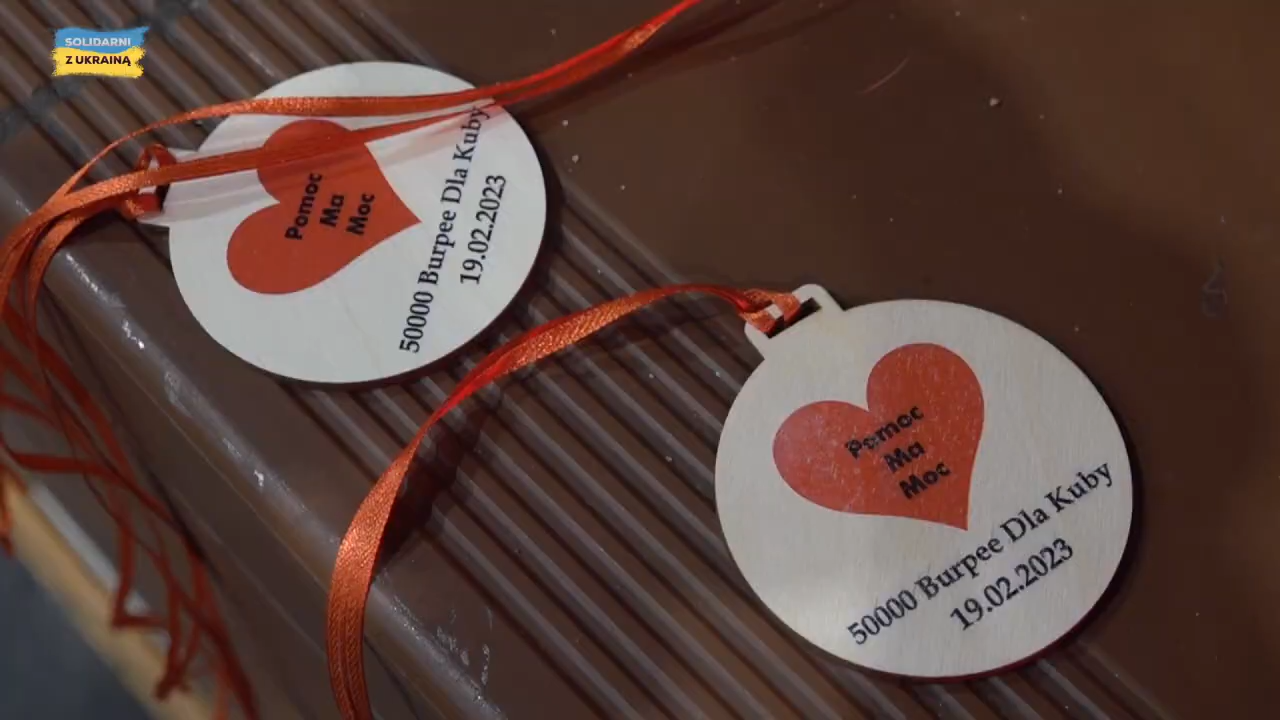 SOLIDARNI
Z UKRAINĄ
Pomoc
Ma
Moc
50000 Burpee Dla Kuby
19.02.2023
Pomoc
Ma
Moc
50000 Burpee Dla Kuby
19.02.2023